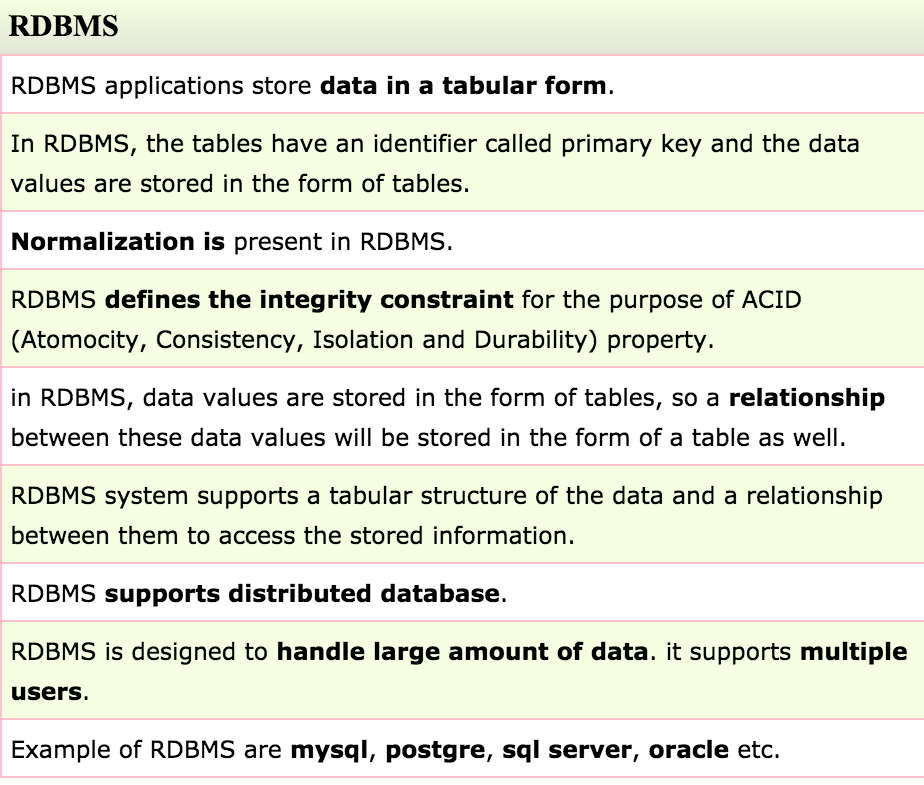 RDBMS
RDBMS applications store data in a tabular form.
In RDBMS, the tables have an identifier called primary key and the data
values are stored in the form of tables.
Normalization is present in RDBMS.
RDBMS defines the integrity constraint for the purpose of ACID
(Atomocity, Consistency, Isolation and Durability) property.
in RDBMS, data values are stored in the form of tables, so a relationship
between these data values will be stored in the form of a table as well.
RDBMS system supports a tabular structure of the data and a relationship
between them to access the stored information.
RDBMS supports distributed database.
RDBMS is designed to handle large amount of data. it supports multiple
users.
Example of RDBMS are mysql, postgre, sql server, oracle etc.